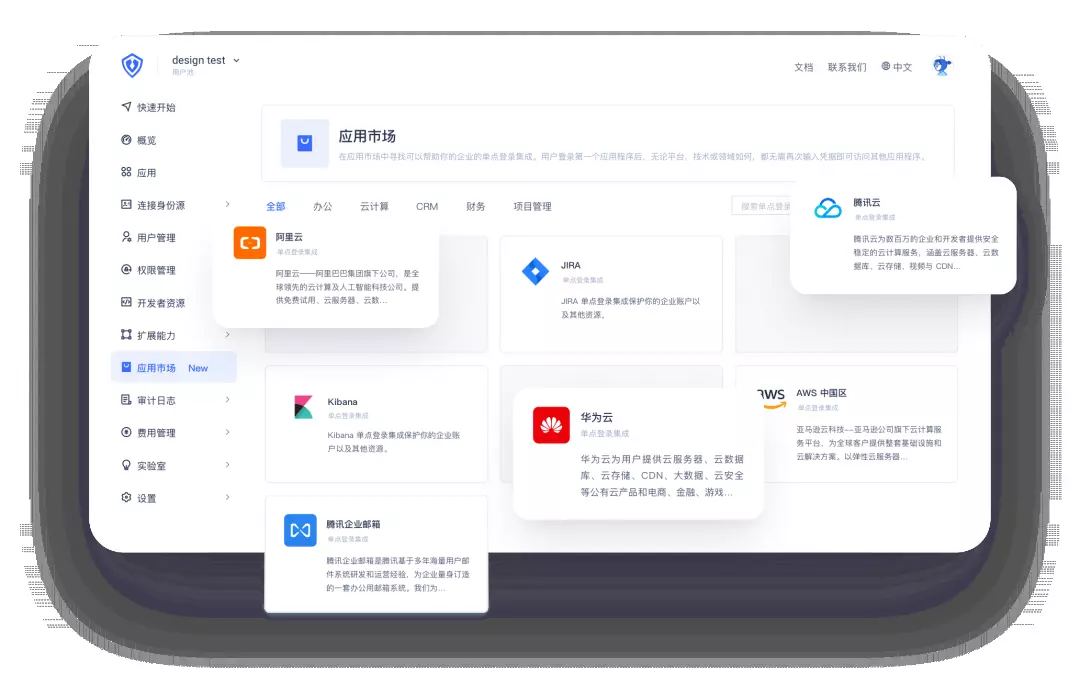 design test
用户池
文档
联系我们
中文
快速开始
概览
应用
连接身份源
用户管理
权限管理
开发者资源
扩展能力
应用市场 New
审计日志
费用管理
实验室
设置
应用市场
在应用市场中寻找可以帮助你的企业的单点登录集成。用户登录第一个应用程序后，无论平台、技术或领域如何，都无需再次输入凭据即可访问其他应用程序。
全部
办公
云计算
CRM
财务
项目管理
搜索单点登录
阿里云
单点登录集成
阿里云——阿里巴巴集团旗下公司，是全
球领先的云计算及人工智能科技公司。提
供免费试用、云服务器、云数...
JIRA
单点登录集成
JIRA 单点登录集成保护你的企业账户以
及其他资源。
腾讯云
单点登录集成
腾讯云为数百万的企业和开发者提供安全
稳定的云计算服务，涵盖云服务器、云数
据库、云存储、视频与 CDN...
Kibana
单点登录集成
Kibana 单点登录集成保护你的企业账
户以及其他资源。
华为云
单点登录集成
华为云为用户提供云服务器、云数据
库、云存储、CDN、大数据、云安全
等公有云产品和电商、金融、游戏...
aws
AWS 中国区
单点登录集成
亚马逊云科技--亚马逊公司旗下云计算服
务平台，为全球客户提供整套基础设施和
云解决方案。以弹性云服务器...
腾讯企业邮箱
单点登录集成
腾讯企业邮箱是腾讯基于多年海量用户邮
件系统研发和运营经验，为企业量身订造
的一套办公用邮箱系统。我们为...